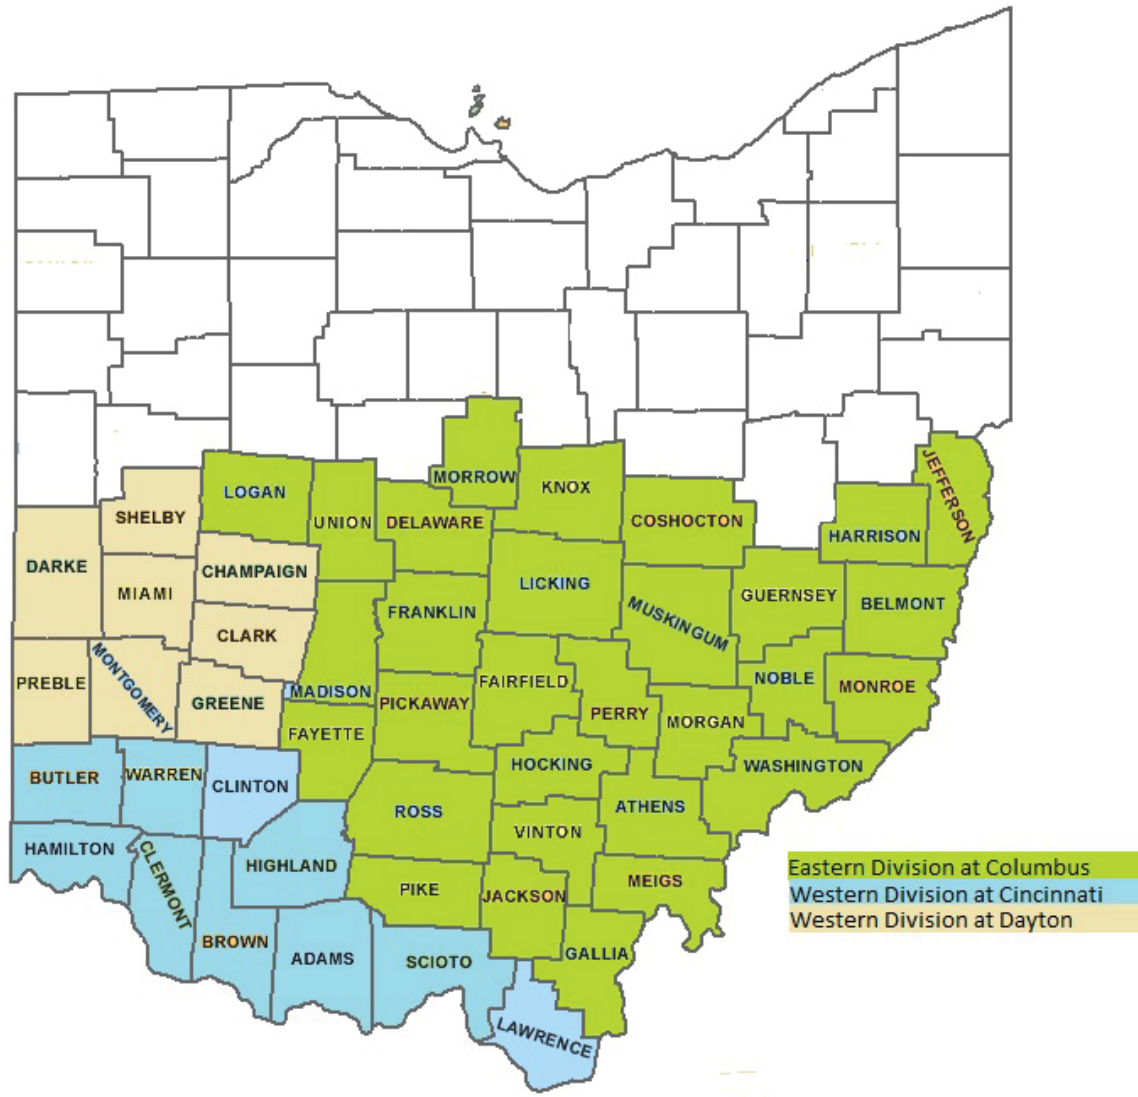 MORROW
LOGAN
KNOX
JEFFERSON
SHELBY
UNION
DELAWARE
COSHOCTON
HARRISON
DARKE
CHAMPAIGN
LICKING
MIAMI
GUERNSEY
BELMONT
FRANKLIN
MUSKINGUM
CLARK
PREBLE
MONTGOMERY
GREENE
MADISON
PICKAWAY
FAIRFIELD
PERRY
NOBLE
MONROE
MORGAN
FAYETTE
BUTLER
WARREN
CLINTON
HOCKING
WASHINGTON
ROSS
ATHENS
VINTON
HAMILTON
CLERMONT
HIGHLAND
PIKE
JACKSON
MEIGS
Eastern Division at Columbus
Western Division at Cincinnati
Western Division at Dayton
BROWN
ADAMS
SCIOTO
GALLIA
LAWRENCE